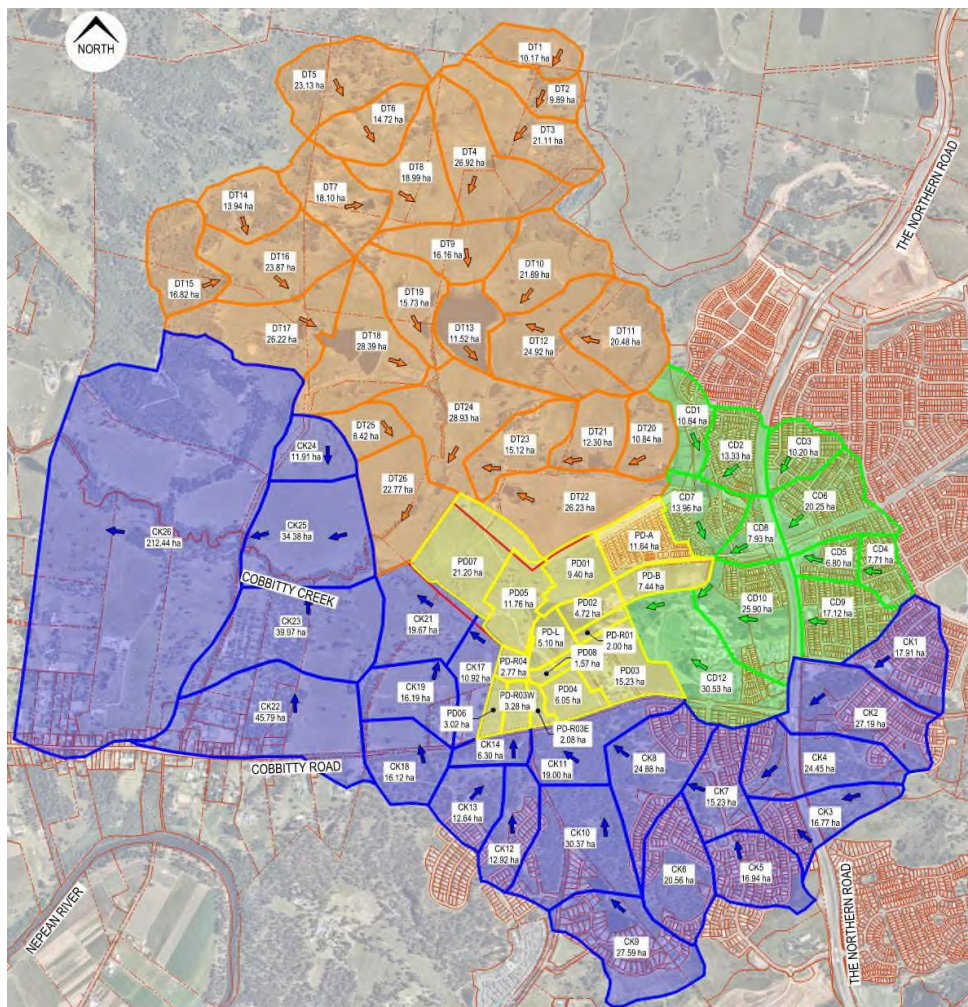 NORTH
DT1
10.17 ha
DT5
23.13 ha
DT2
9.89 ha
DT6
14.72 ha
DT3
21.11 ha
DT4
26.92 ha
DT8
18.99 ha
DT7
18.10 ha
DT14
13.94 ha
THE NORTHERN ROAD
DT9
16.16 ha
DT16
23.87 ha
DT10
21.89 ha
DT15
16.82 ha
DT19
15.73 ha
DT17
26.22 ha
DT18
28.39 ha
DT13
11.52 ha
DT12
24.92 ha
DT11
20.48 ha
DT24
28.93 ha
CD1
10.84 ha
DT25
8.42 ha
DT23
15.12 ha
DT21
12.30 ha
DT20
10.84 ha
CD2
13.33 ha
CD3
10.20 ha
CK24
11.91 ha
DT26
22.77 ha
DT22
26.23 ha
CD7
13.96 ha
CD6
20.25 ha
CK26
212.44 ha
CK25
34.38 ha
CD8
7.93 ha
PD-A
11.64 ha
CD5
6.80 ha
CD4
7.71 ha
PD07
21.20 ha
PD01
9.40 ha
PD-B
7.44 ha
COBBITTY CREEK
PD05
11.76 ha
CD10
25.90 ha
CD9
17.12 ha
PD02
4.72 ha
CK23
39.97 ha
CK21
19.67 ha
PD-L
5.10 ha
PD-R01
2.00 ha
CK1
17.91 ha
PD-R04
2.77 ha
PD08
1.57 ha
CK17
10.92 ha
PD03
15.23 ha
CK19
16.19 ha
CD12
30.53 ha
CK22
45.79 ha
PD-R03W
3.28 ha
PD04
6.05 ha
PD06
3.02 ha
CK2
27.19 ha
PD-R03E
2.08 ha
CK14
6.30 ha
COBBITTY ROAD
CK18
16.12 ha
CK11
19.00 ha
CK8
24.88 ha
CK4
24.45 ha
CK13
12.64 ha
CK7
15.23 ha
CK3
16.77 ha
CK10
30.37 ha
CK12
12.92 ha
CK6
20.56 ha
CK5
16.94 ha
NEPEAN RIVER
THE NORTHERN ROAD
CK9
27.59 ha